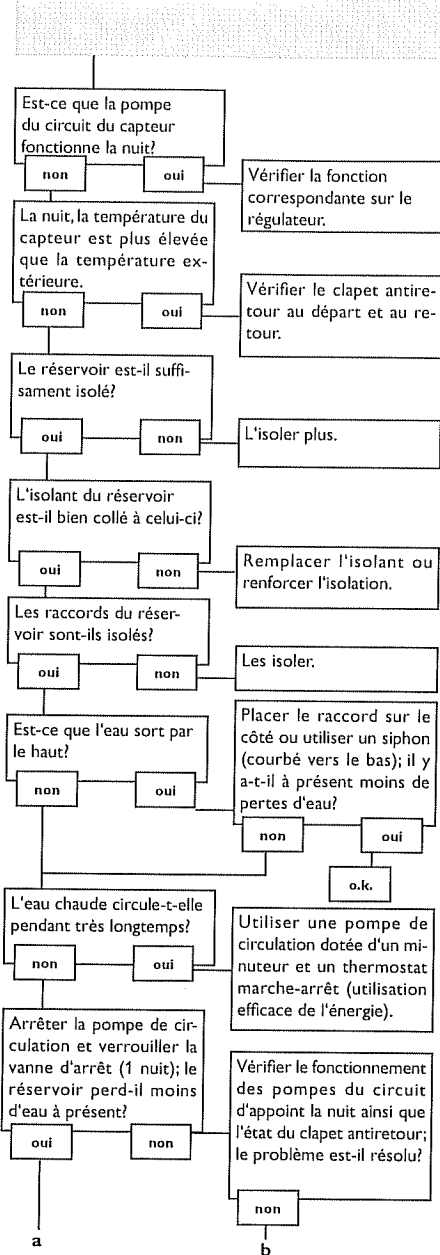 Est-ce que la pompe
du circuit du capteur
fonctionne la nuit?
non
oui
Vérifier la fonction
correspondante sur le
régulateur.
La nuit, la température du
capteur est plus élevée
que la température ex-
térieure.
non
oui
Vérifier le clapet antire-
tour au départ et au re-
tour.
Le réservoir est-il suffi-
sament isolé?
oui
non
L'isoler plus.
L'isolant du réservoir
est-il bien collé à celui-ci?
oui
non
Remplacer l'isolant ou
renforcer l'isolation.
Les raccords du réser-
voir sont-ils isolés?
oui
non
Les isoler.
Est-ce que l'eau sort par
le haut?
non
oui
Placer le raccord sur le
côté ou utiliser un siphon
(courbé vers le bas); il y
a-t-il à présent moins de
pertes d'eau?
non
oui
o.k.
L'eau chaude circule-t-elle
pendant très longtemps?
non
oui
Utiliser une pompe de
circulation dotée d'un mi-
nuteur et un thermostat
marche-arrêt (utilisation
efficace de l'énergie).
Arrêter la pompe de cir-
culation et verrouiller la
vanne d'arrêt (1 nuit); le
réservoir perd-il moins
d'eau à présent?
oui
non
Vérifier le fonctionnement
des pompes du circuit
d'appoint la nuit ainsi que
l'état du clapet antiretour;
le problème est-il résolu?
non
a
b